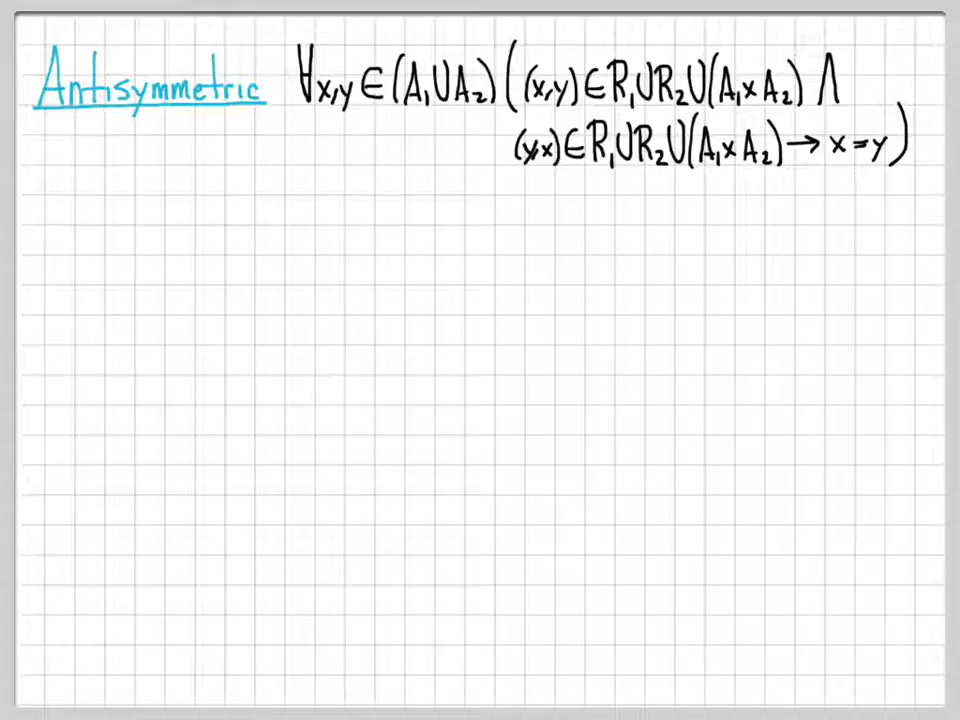 Antisymmetric ∀x,y ∈ (A₁∪A₂) ( (x,y) ∈ R₁∪R₂∪(A₁×A₂) ∧
(y,x) ∈ R₁∪R₂∪(A₁×A₂) → x = y )